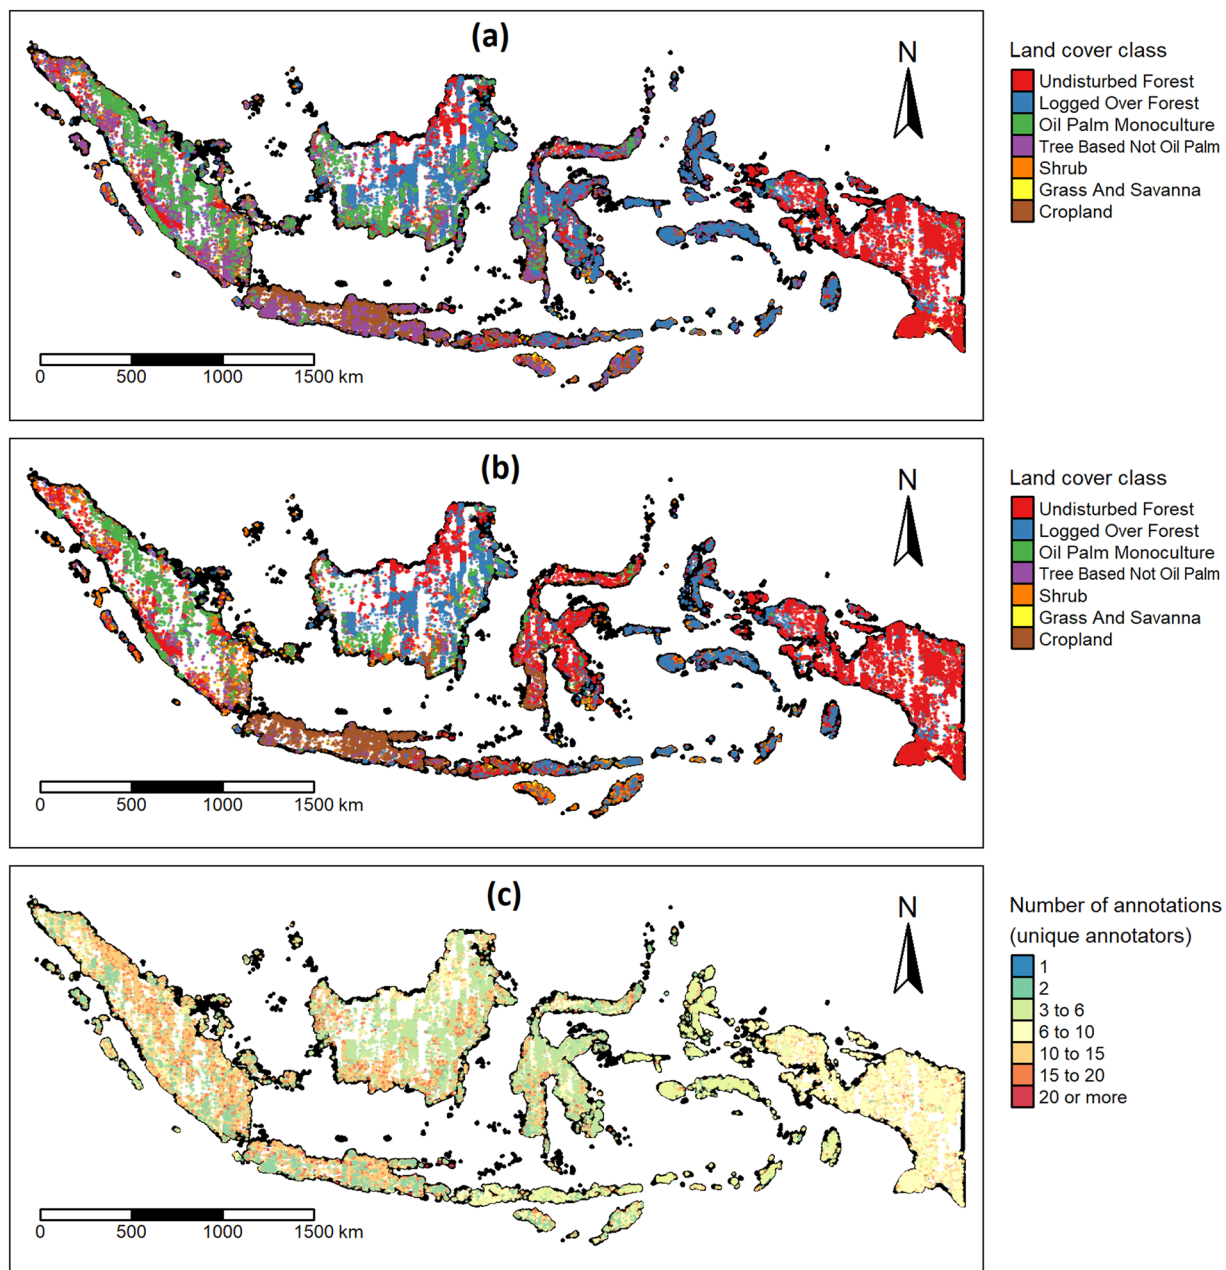 (a)
N
Land cover class
Undisturbed Forest
Logged Over Forest
Oil Palm Monoculture
Tree Based Not Oil Palm
Shrub
Grass And Savanna
Cropland
0 500 1000 1500 km
(b)
N
Land cover class
Undisturbed Forest
Logged Over Forest
Oil Palm Monoculture
Tree Based Not Oil Palm
Shrub
Grass And Savanna
Cropland
0 500 1000 1500 km
(c)
N
Number of annotations
(unique annotators)
1
2
3 to 6
6 to 10
10 to 15
15 to 20
20 or more
0 500 1000 1500 km